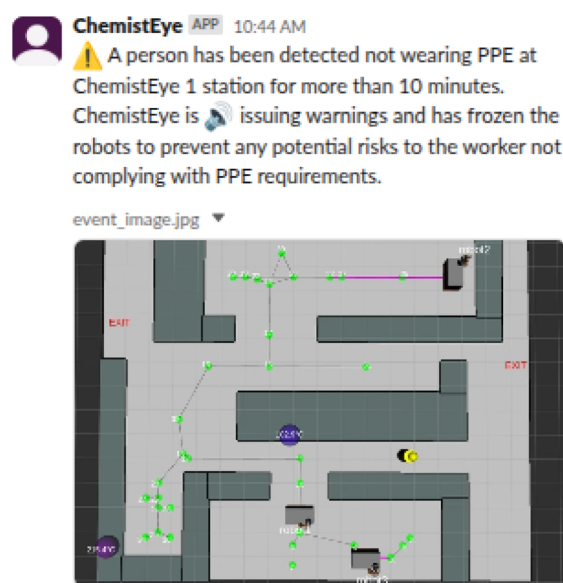 ChemistEye APP 10:44 AM
A person has been detected not wearing PPE at
ChemistEye 1 station for more than 10 minutes.
ChemistEye is issuing warnings and has frozen the
robots to prevent any potential risks to the worker not
complying with PPE requirements.
event_image.jpg
robot2
EXIT
EXIT